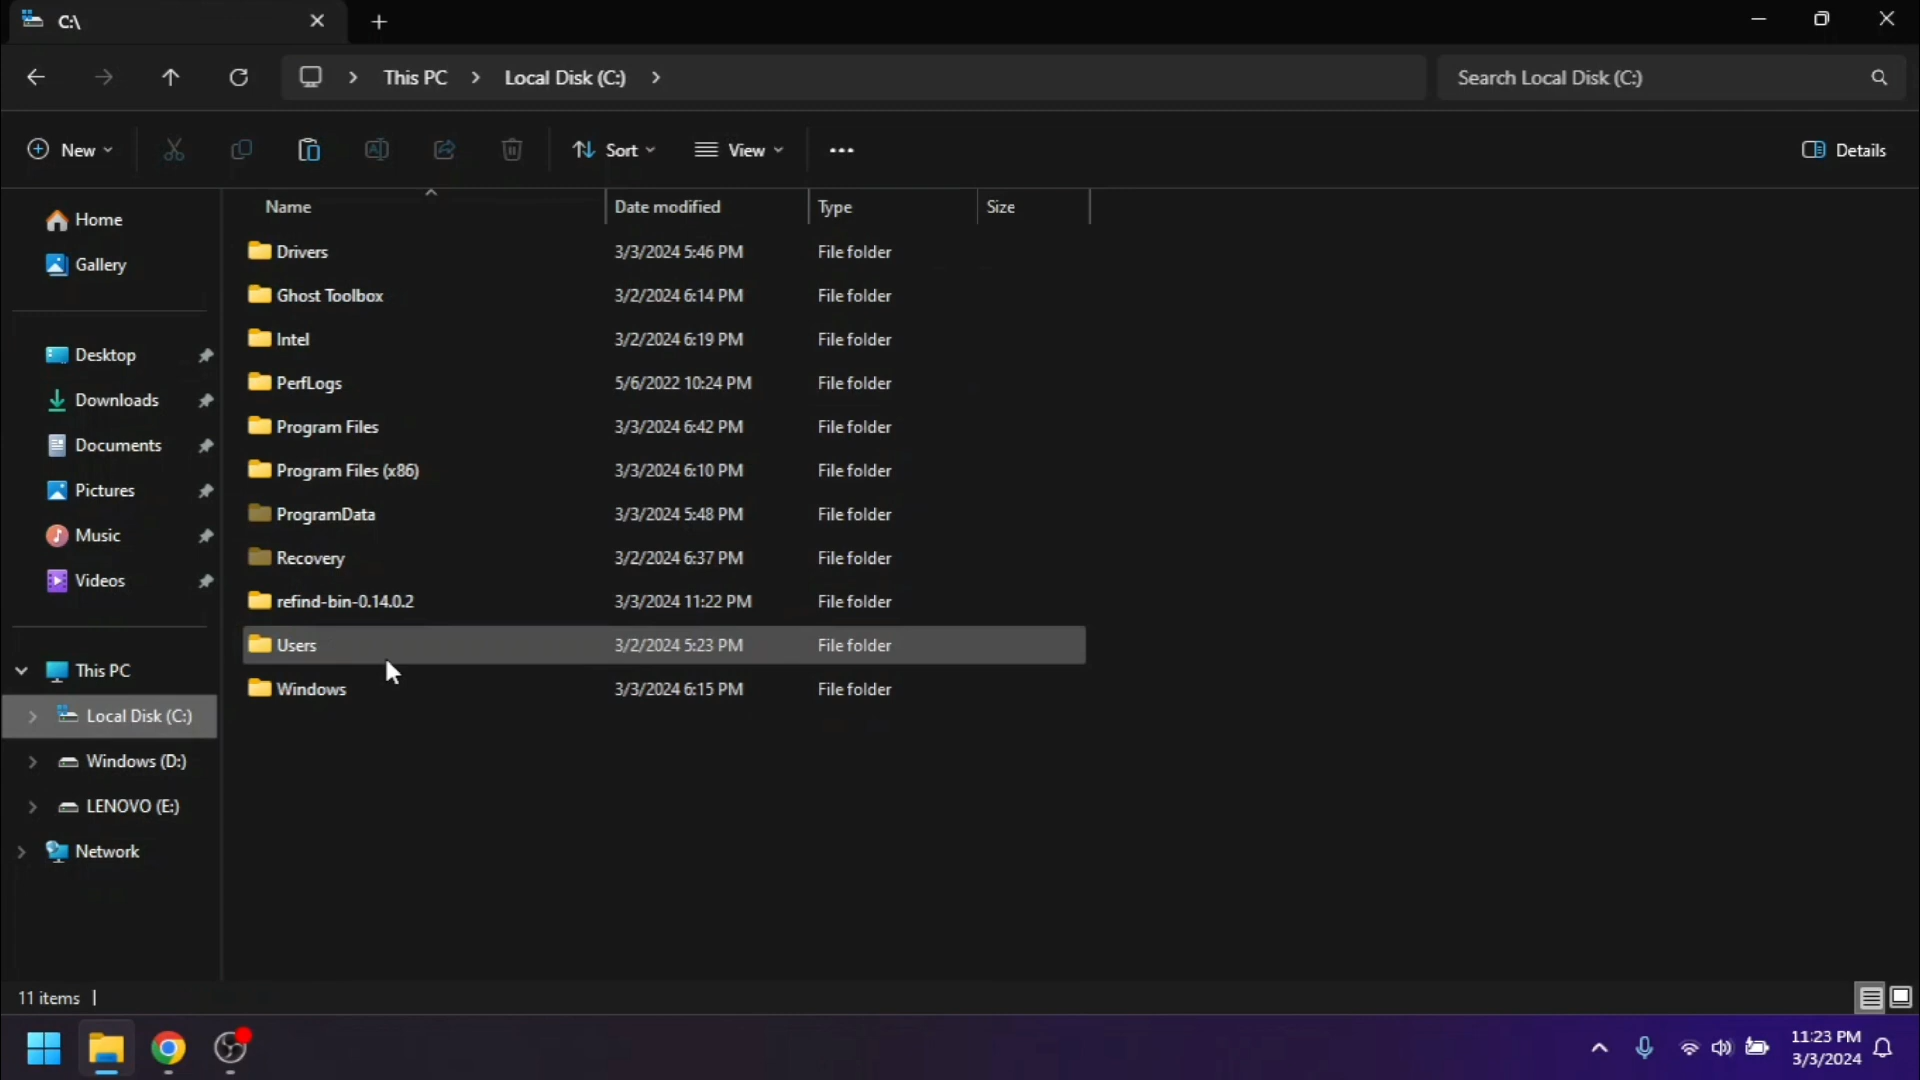 C:\
This PC Local Disk (C:)
Search Local Disk (C:)
New
Sort
View
Details
Name Date modified Type Size
Home
Gallery
Desktop
Downloads
Documents
Pictures
Music
Videos
This PC
Local Disk (C:)
Windows (D:)
LENOVO (E:)
Network
Drivers 3/3/2024 5:46 PM File folder
Ghost Toolbox 3/2/2024 6:14 PM File folder
Intel 3/2/2024 6:19 PM File folder
PerfLogs 5/6/2022 10:24 PM File folder
Program Files 3/3/2024 6:42 PM File folder
Program Files (x86) 3/3/2024 6:10 PM File folder
ProgramData 3/3/2024 5:48 PM File folder
Recovery 3/2/2024 6:37 PM File folder
refind-bin-0.14.0.2 3/3/2024 11:22 PM File folder
Users 3/2/2024 5:23 PM File folder
Windows 3/3/2024 6:15 PM File folder
11 items
11:23 PM
3/3/2024